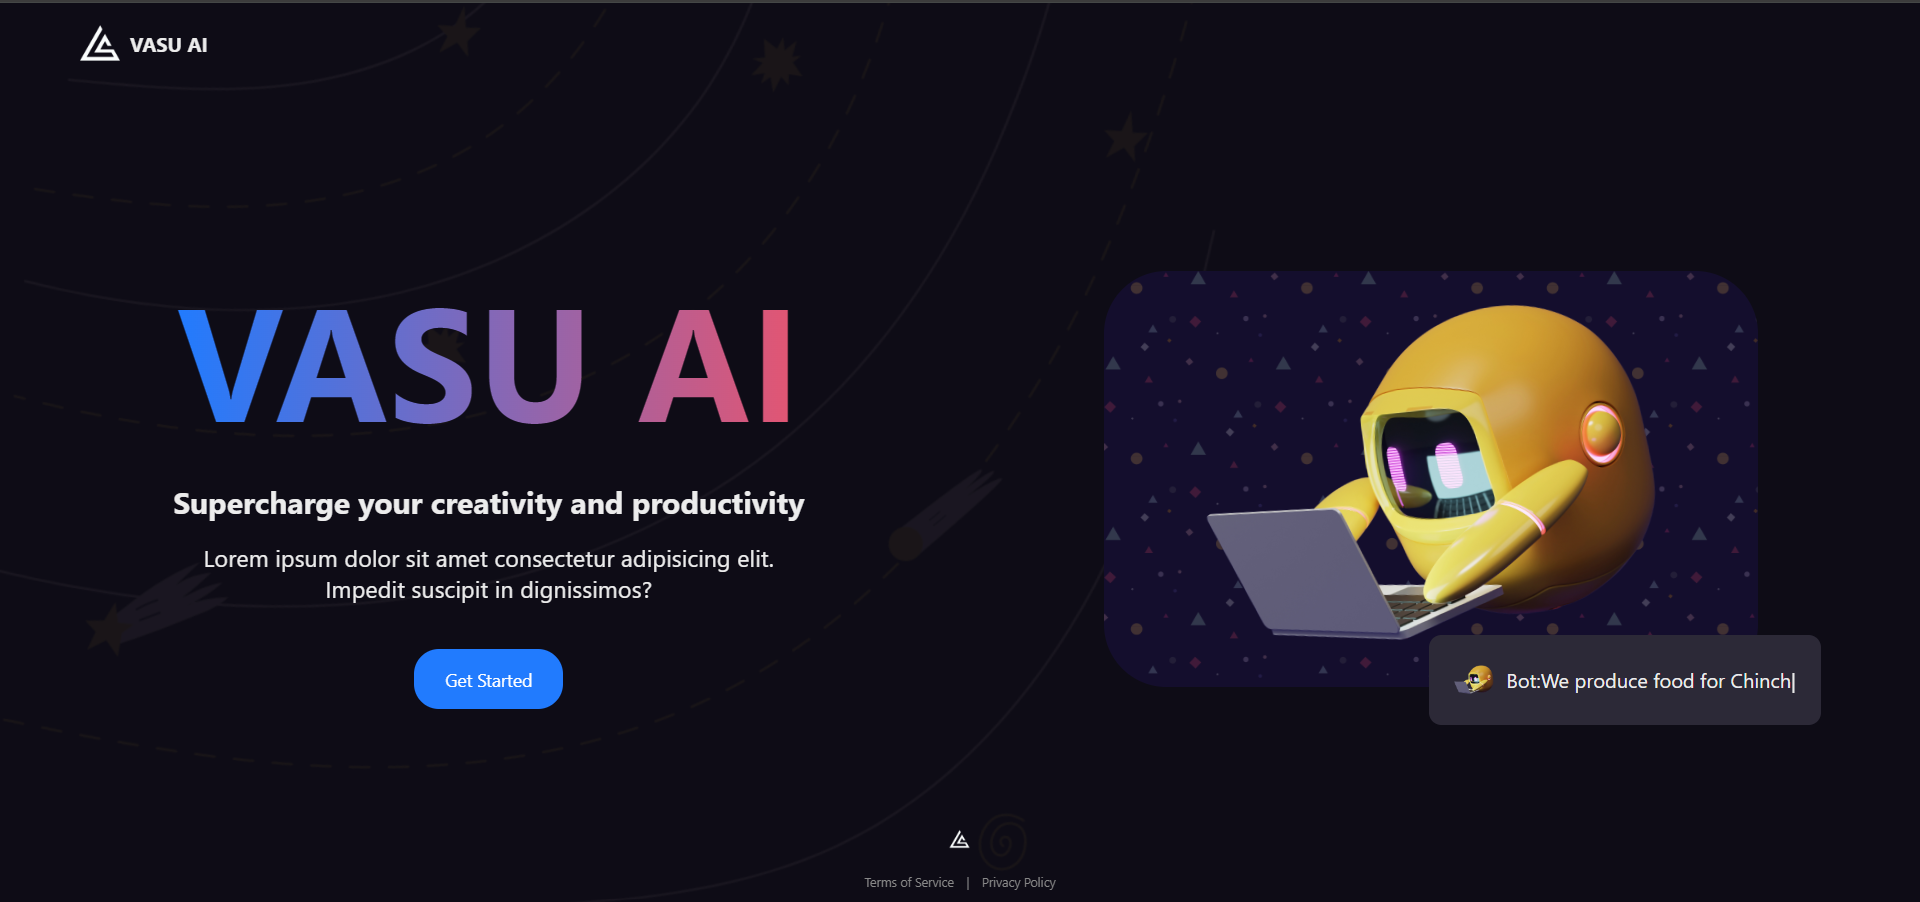 VASU AI
VASU AI
Supercharge your creativity and productivity
Lorem ipsum dolor sit amet consectetur adipisicing elit.
Impedit suscipit in dignissimos?
Get Started
Bot:We produce food for Chinch|
Terms of Service | Privacy Policy